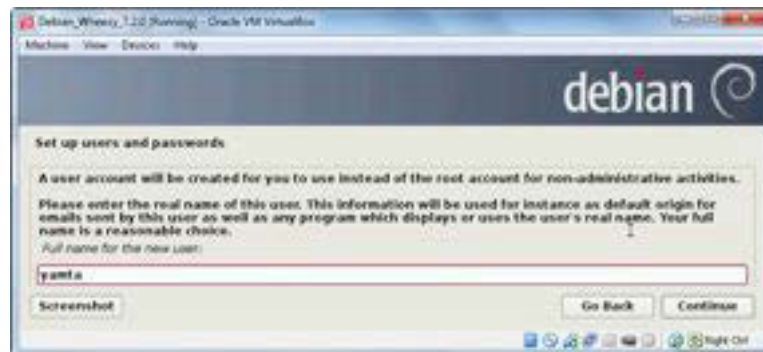 Debian_Wheezy_7.2.0 [Running] - Oracle VM VirtualBox
Machine View Devices Help
debian
Set up users and passwords
A user account will be created for you to use instead of the root account for non-administrative activities.
Please enter the real name of this user. This information will be used for instance as default origin for
emails sent by this user as well as any program which displays or uses the user's real name. Your full
name is a reasonable choice.
Full name for the new user:
yamta
Screenshot
Go Back
Continue
Right Ctrl